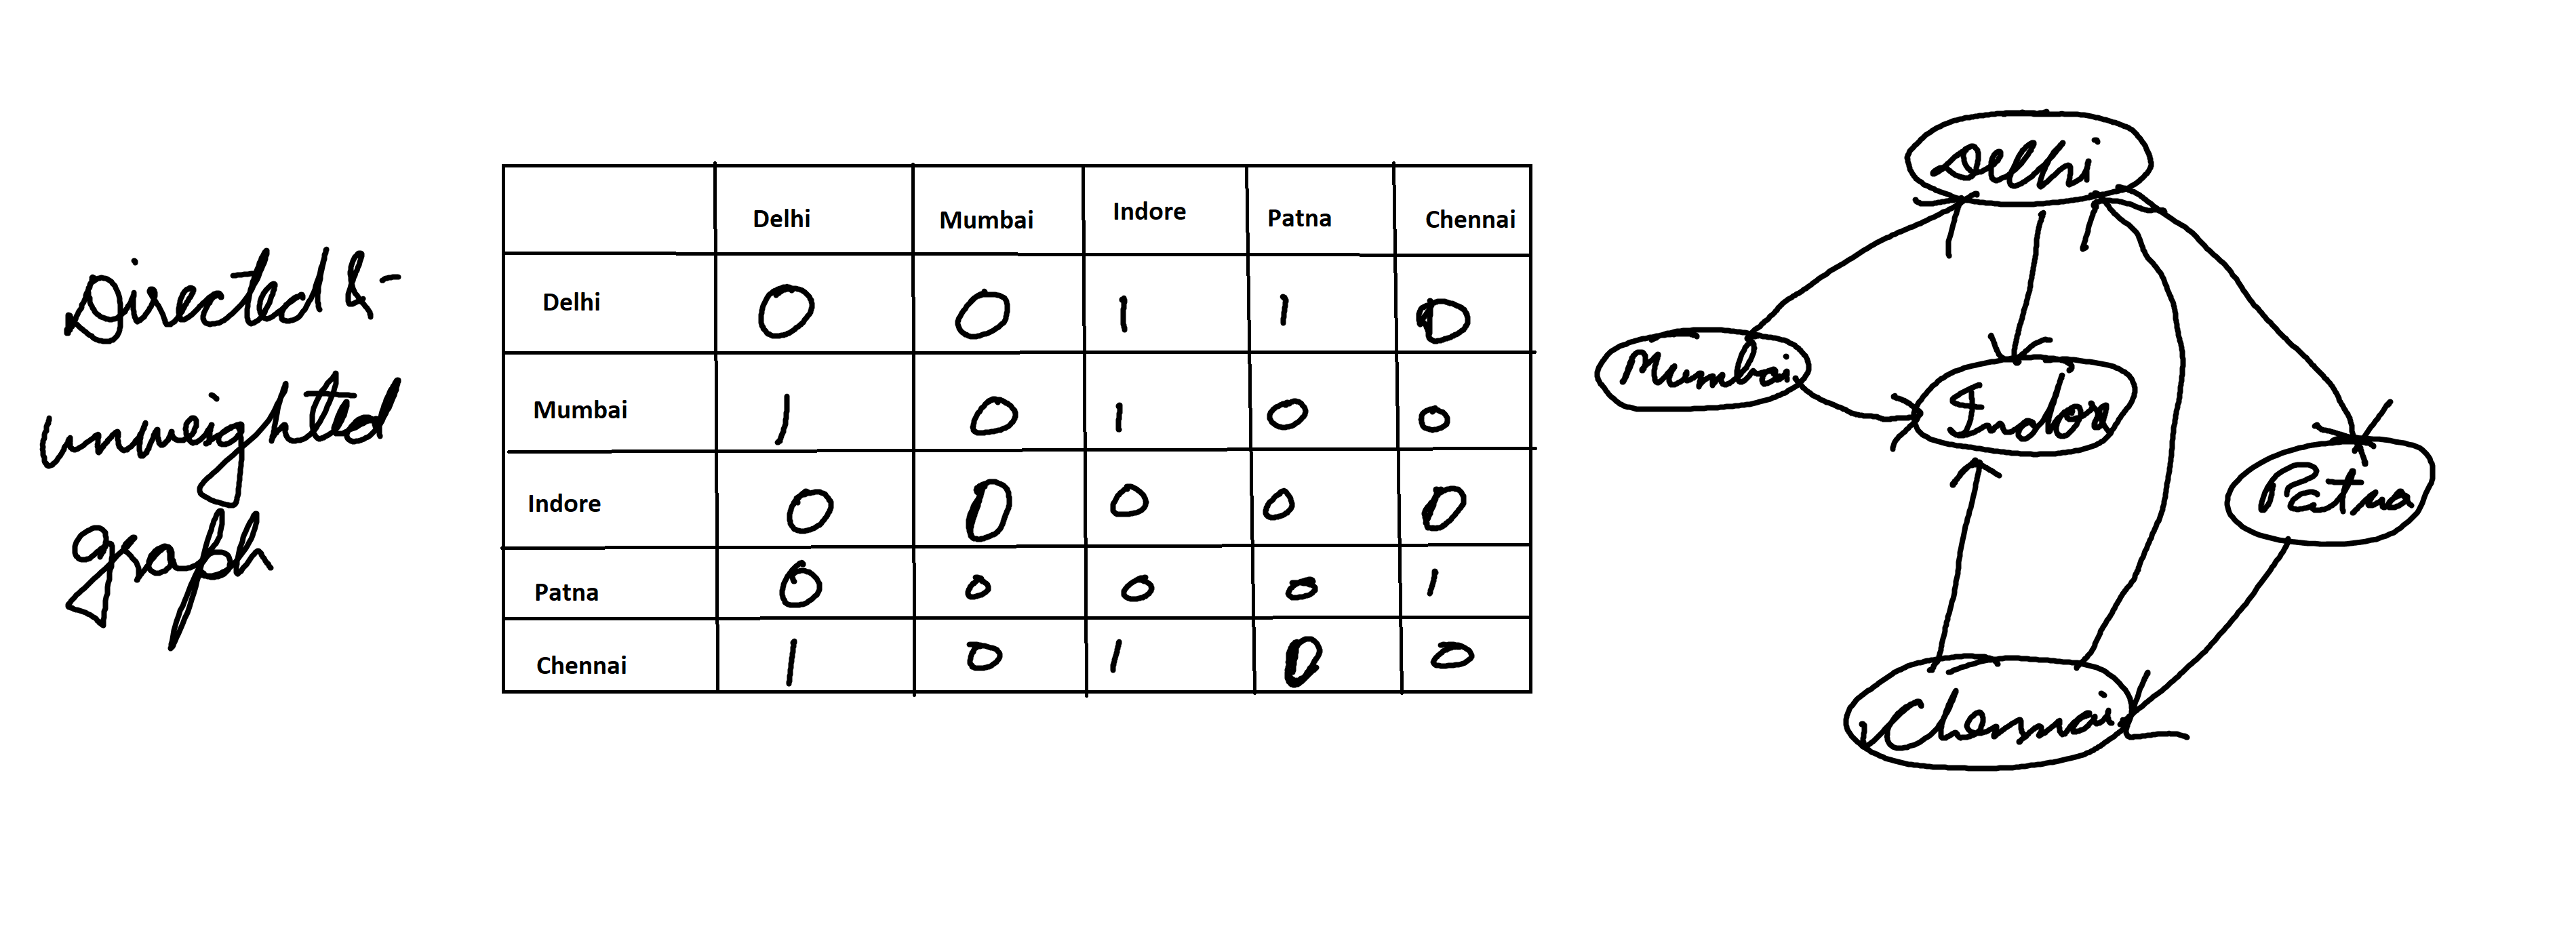 Directed &-
unweighted
graph
Delhi Mumbai Indore Patna Chennai
Delhi 0 0 1 1 0
Mumbai 1 0 1 0 0
Indore 0 0 0 0 0
Patna 0 0 0 0 1
Chennai 1 0 1 0 0
Delhi
Mumbai
Indor
Patna
Chennai